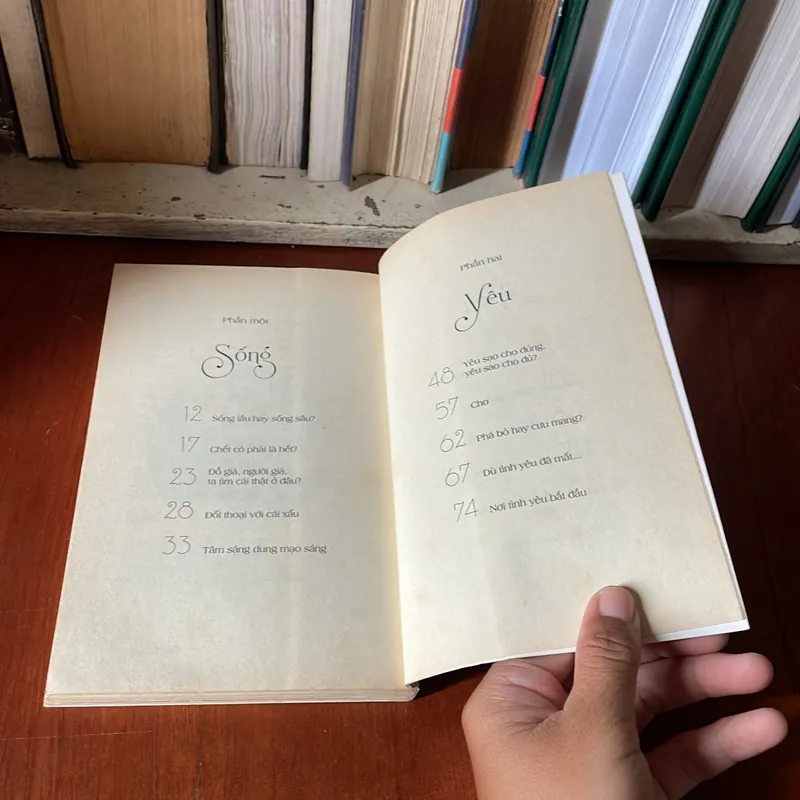 Phần một
Sống
12 Sống lâu hay sống sâu?
17 Chết có phải là hết?
23 Đồ giả, người giả,
ra tìm cái thật ở đâu?
28 Đối thoại với cái xấu
33 Tâm sáng dung mạo sáng
Phần hai
Yêu
48 Yêu sao cho đúng,
yêu sao cho đủ?
57 Cho
62 Phá bỏ hay cưu mang?
67 Dù tình yêu đã mất...
74 Nơi tình yêu bắt đầu